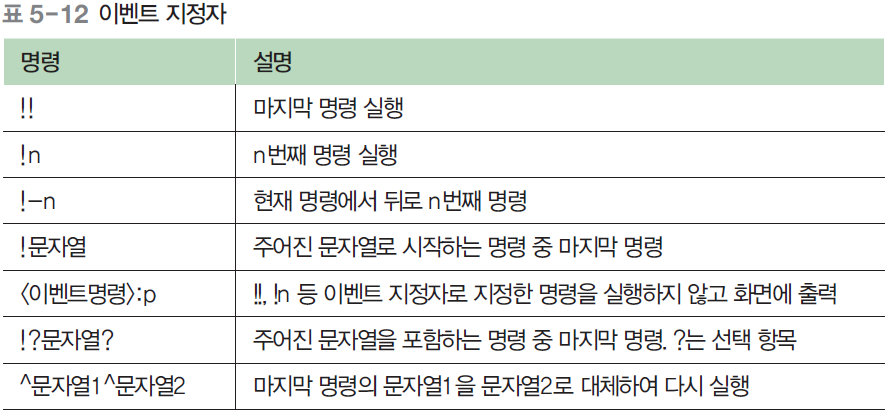 표 5-12 이벤트 지정자
명령 설명
!! 마지막 명령 실행
!n n번째 명령 실행
!-n 현재 명령에서 뒤로 n번째 명령
!문자열 주어진 문자열로 시작하는 명령 중 마지막 명령
〈이벤트명령〉:p !!, !n 등 이벤트 지정자로 지정한 명령을 실행하지 않고 화면에 출력
!?문자열? 주어진 문자열을 포함하는 명령 중 마지막 명령. ?는 선택 항목
^문자열1^문자열2 마지막 명령의 문자열1을 문자열2로 대체하여 다시 실행